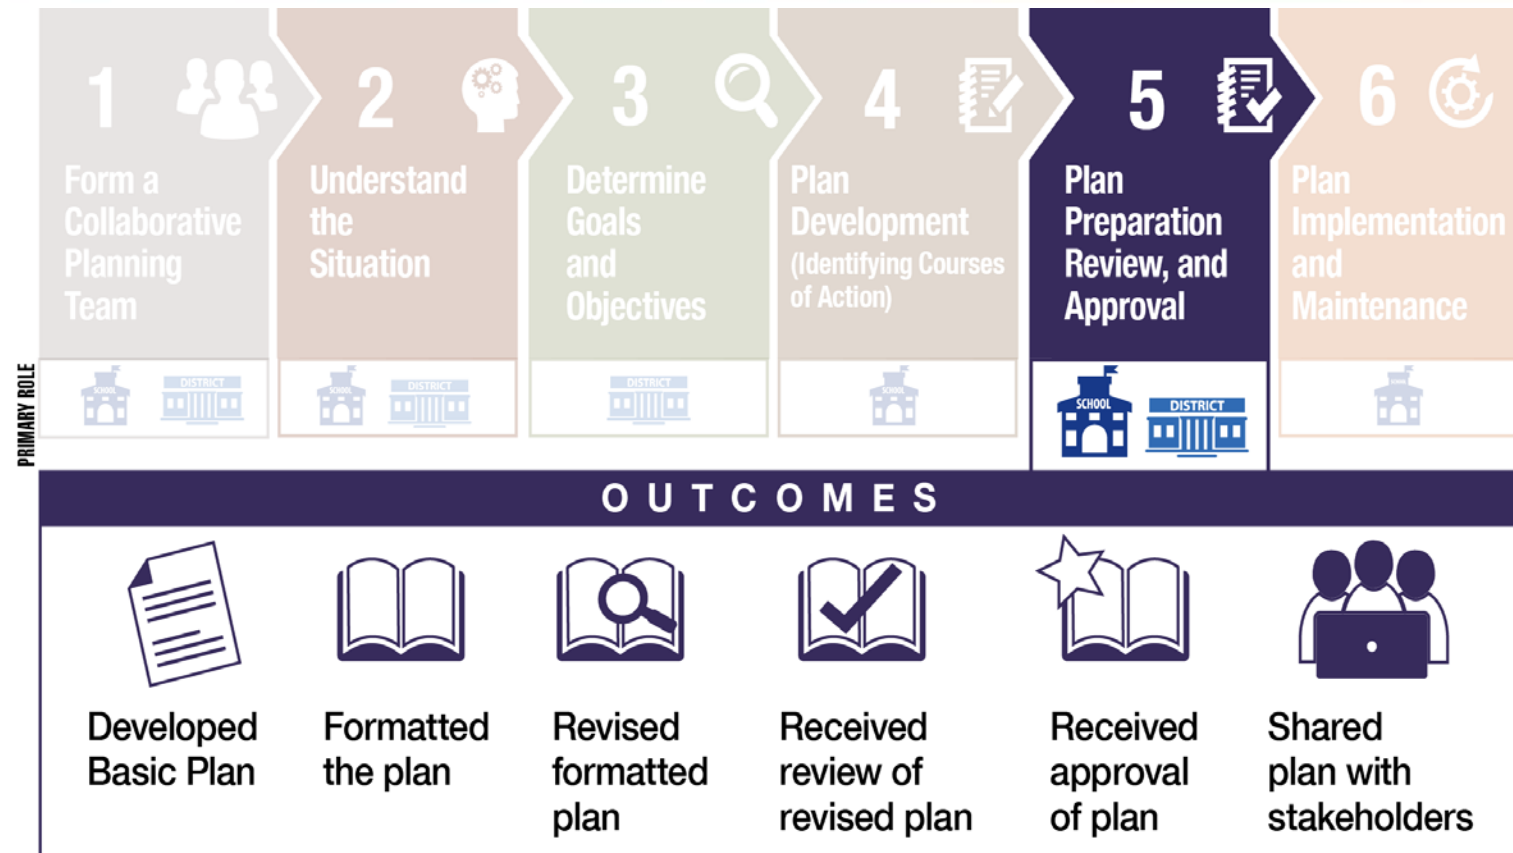 1
Form a
Collaborative
Planning
Team
2
Understand
the
Situation
3
Determine
Goals
and
Objectives
4
Plan
Development
(Identifying Courses
of Action)
5
Plan
Preparation
Review, and
Approval
6
Plan
Implementation
and
Maintenance
PRIMARY ROLE
SCHOOL
DISTRICT
SCHOOL
DISTRICT
DISTRICT
SCHOOL
SCHOOL
DISTRICT
SCHOOL
OUTCOMES
Developed
Basic Plan
Formatted
the plan
Revised
formatted
plan
Received
review of
revised plan
Received
approval
of plan
Shared
plan with
stakeholders